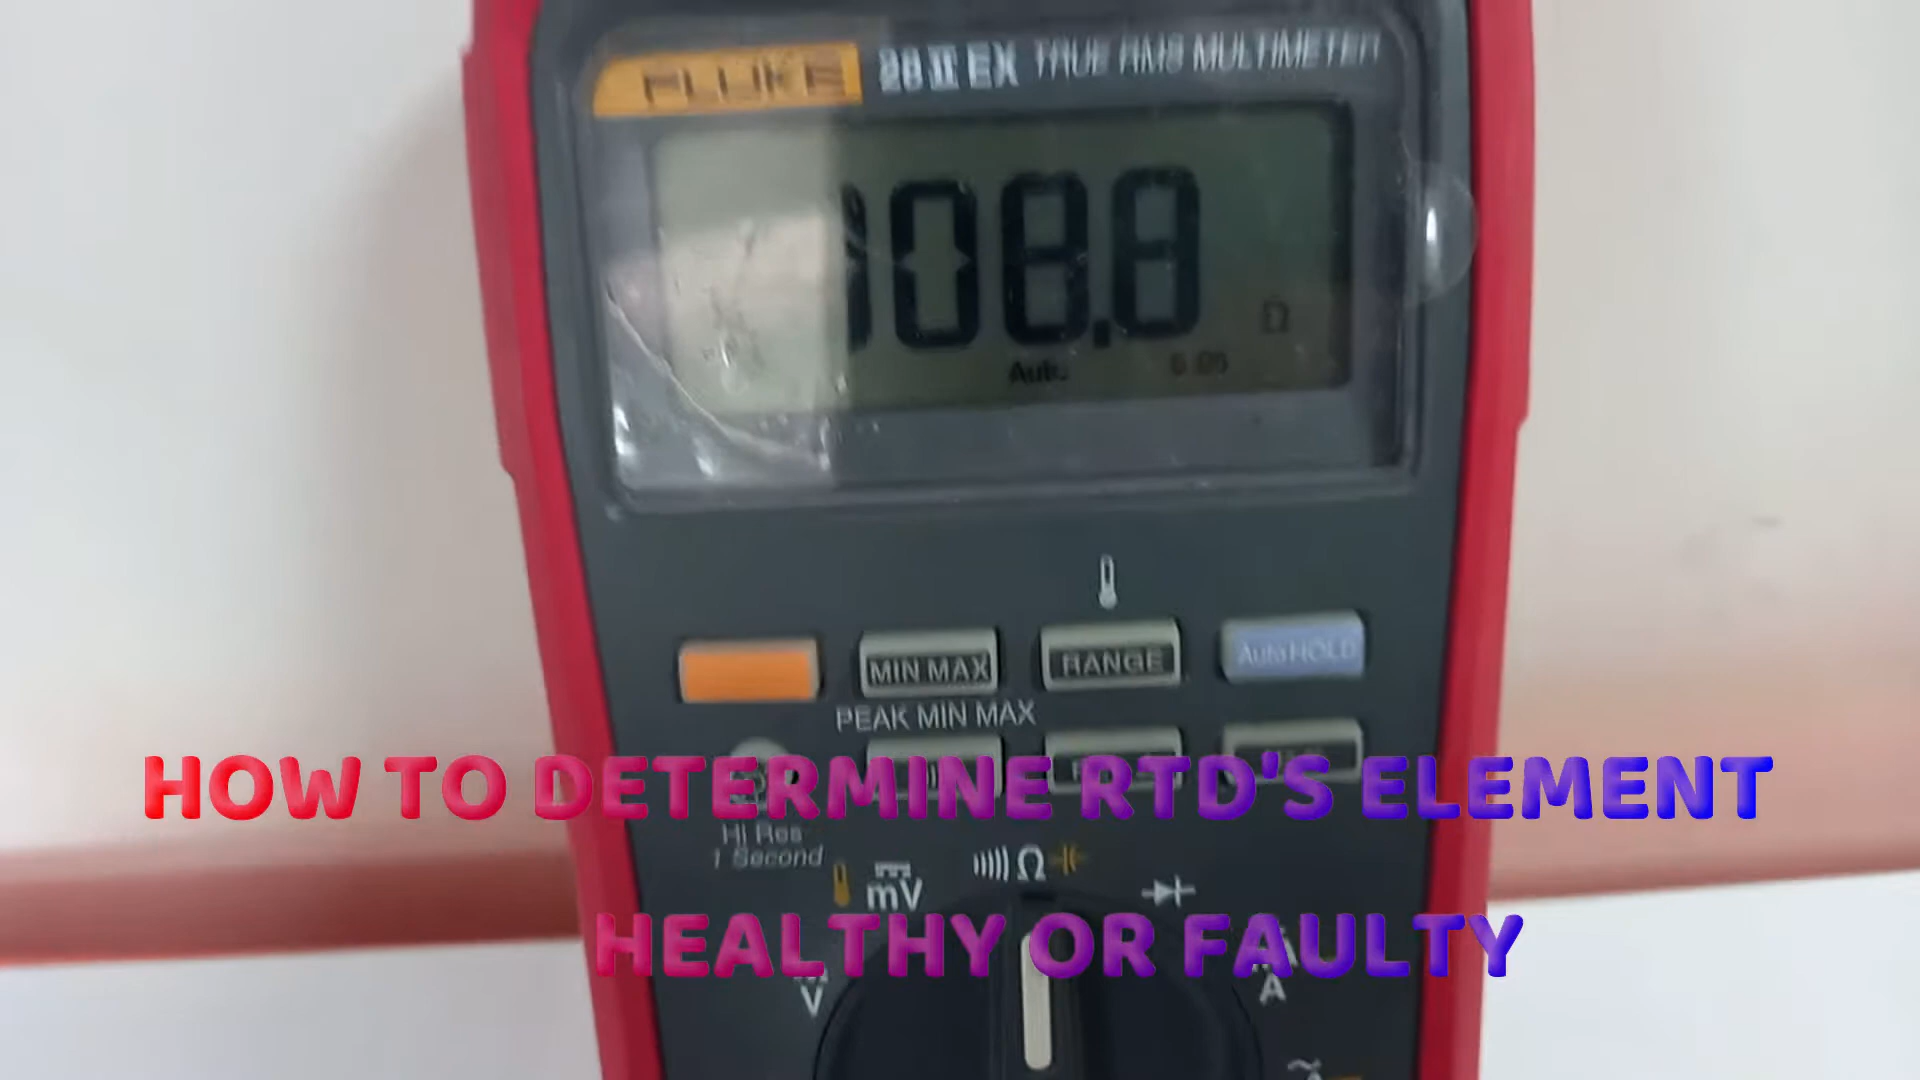 FLUKE 28 II EX TRUE RMS MULTIMETER
108.8
Ω
Auto
MIN MAX
RANGE
AutoHOLD
PEAK MIN MAX
HOW TO DETERMINE RTD'S ELEMENT
Hi Res
1 Second
mV
Ω
HEALTHY OR FAULTY
V
A